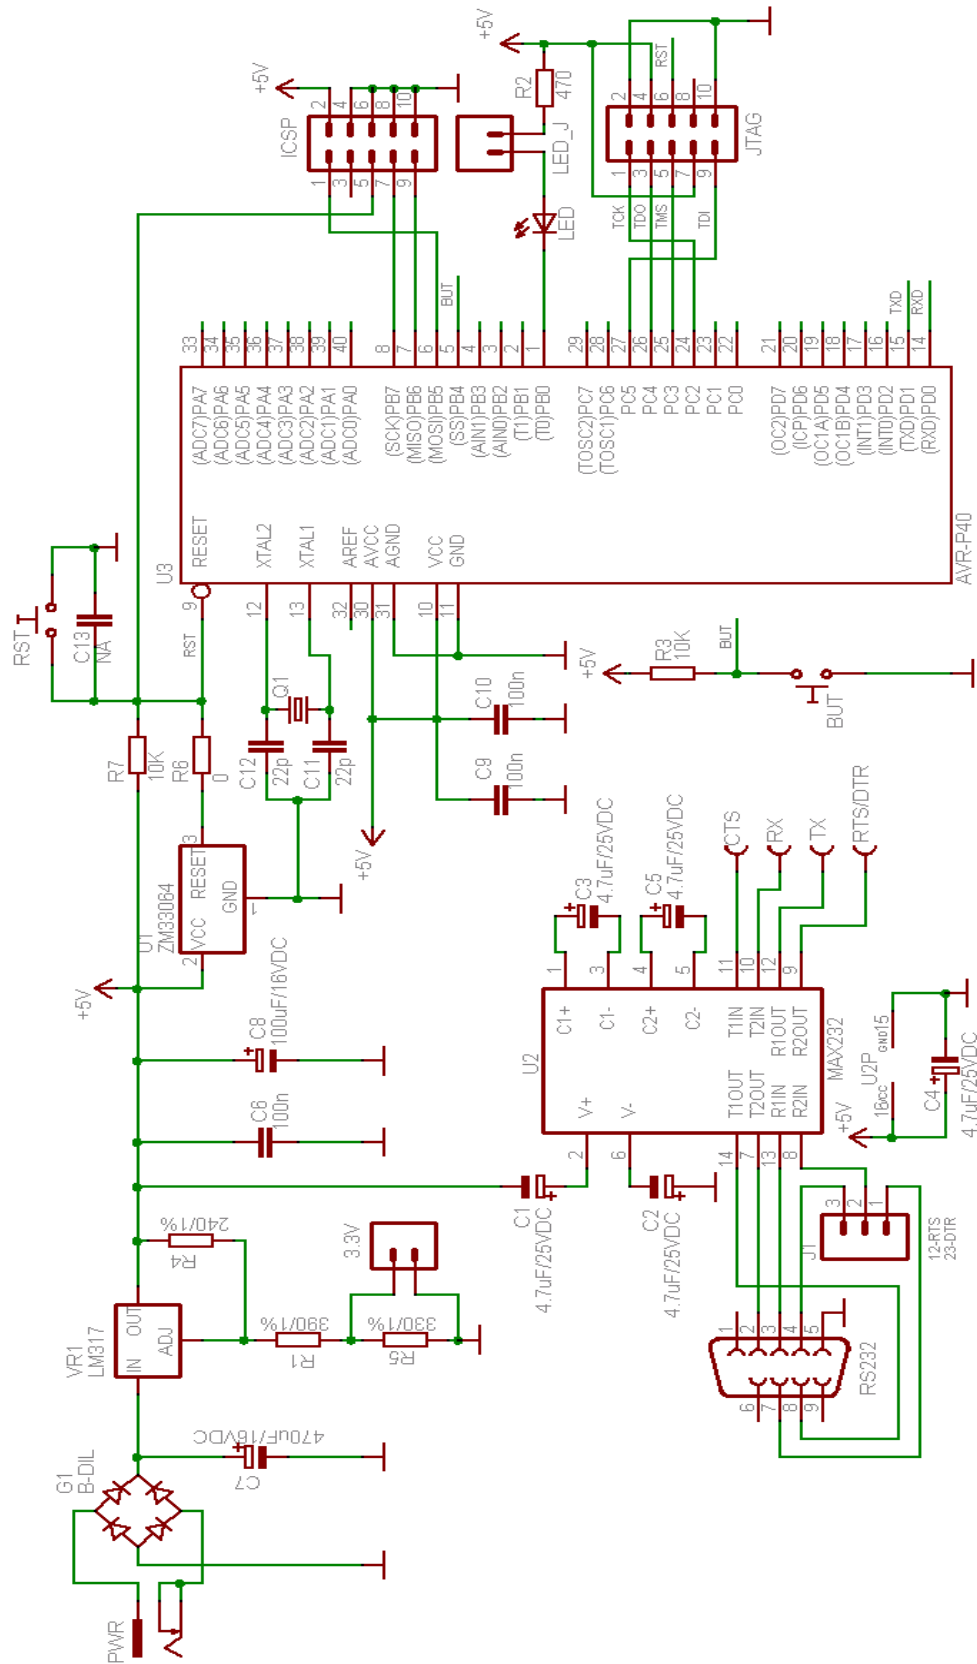 PWR
G1
B-DIL
C7
470uF/16VDC
VR1
LM317
IN
OUT
ADJ
R4
240/1%
R1
390/1%
R5
330/1%
3.3V
C6
100n
C8
100uF/16VDC
+5V
U1
ZM33064
VCC
RESET
GND
2
3
1
R7
10K
R6
0
RST
C13
NA
RST
C12
22p
C11
22p
Q1
+5V
C9
100n
C10
100n
U3
9
RESET
12
XTAL2
13
XTAL1
32
AREF
30
AVCC
31
AGND
10
VCC
11
GND
AVR-P40
(ADC7)PA7
33
(ADC6)PA6
34
(ADC5)PA5
35
(ADC4)PA4
36
(ADC3)PA3
37
(ADC2)PA2
38
(ADC1)PA1
39
(ADC0)PA0
40
(SCK)PB7
8
(MISO)PB6
7
(MOSI)PB5
6
(SS)PB4
5
BUT
(AIN1)PB3
4
(AIN0)PB2
3
(T1)PB1
2
(T0)PB0
1
(TOSC2)PC7
29
(TOSC1)PC6
28
PC5
27
PC4
26
PC3
25
PC2
24
PC1
23
PC0
22
(OC2)PD7
21
(ICP)PD6
20
(OC1A)PD5
19
(OC1B)PD4
18
(INT1)PD3
17
(INT0)PD2
16
(TXD)PD1
15
TXD
(RXD)PD0
14
RXD
ICSP
+5V
1
2
3
4
5
6
7
8
9
10
LED_J
LED
R2
470
+5V
JTAG
TCK
1
2
TDO
3
4
TMS
5
6
RST
7
8
TDI
9
10
+5V
R3
10K
BUT
BUT
C1
4.7uF/25VDC
C2
4.7uF/25VDC
U2
MAX232
2
V+
6
V-
14
T1OUT
7
T2OUT
13
R1IN
8
R2IN
C1+
1
C1-
3
C2+
4
C2-
5
T1IN
11
T2IN
10
R1OUT
12
R2OUT
9
C3
4.7uF/25VDC
C5
4.7uF/25VDC
CTS
RX
TX
RTS/DTR
U2P
+5V
16
GND
15
C4
4.7uF/25VDC
J1
3
2
1
12-RTS
23-DTR
RS232
1
2
3
4
5
6
7
8
9